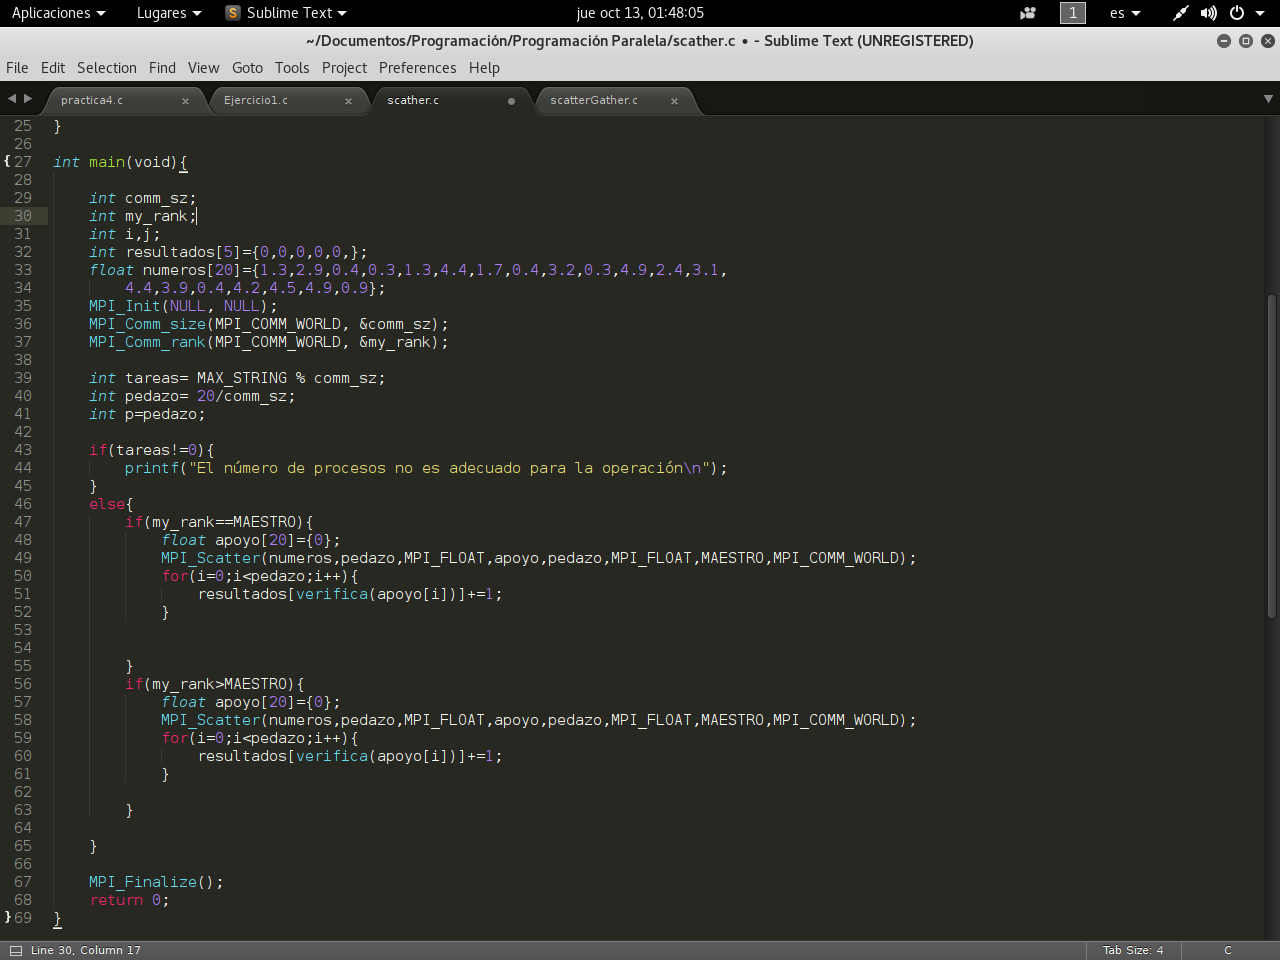 Aplicaciones Lugares Sublime Text jue oct 13, 01:48:05 1 es
~/Documentos/Programación/Programación Paralela/scather.c • - Sublime Text (UNREGISTERED)
File Edit Selection Find View Goto Tools Project Preferences Help
practica4.c Ejercicio1.c scather.c scatterGather.c
25 }
26
27 int main(void){
28
29 int comm_sz;
30 int my_rank;
31 int i,j;
32 int resultados[5]={0,0,0,0,0,};
33 float numeros[20]={1.3,2.9,0.4,0.3,1.3,4.4,1.7,0.4,3.2,0.3,4.9,2.4,3.1,
34 4.4,3.9,0.4,4.2,4.5,4.9,0.9};
35 MPI_Init(NULL, NULL);
36 MPI_Comm_size(MPI_COMM_WORLD, &comm_sz);
37 MPI_Comm_rank(MPI_COMM_WORLD, &my_rank);
38
39 int tareas= MAX_STRING % comm_sz;
40 int pedazo= 20/comm_sz;
41 int p=pedazo;
42
43 if(tareas!=0){
44 printf("El número de procesos no es adecuado para la operación\n");
45 }
46 else{
47 if(my_rank==MAESTRO){
48 float apoyo[20]={0};
49 MPI_Scatter(numeros,pedazo,MPI_FLOAT,apoyo,pedazo,MPI_FLOAT,MAESTRO,MPI_COMM_WORLD);
50 for(i=0;i<pedazo;i++){
51 resultados[verifica(apoyo[i])]+=1;
52 }
53
54
55 }
56 if(my_rank>MAESTRO){
57 float apoyo[20]={0};
58 MPI_Scatter(numeros,pedazo,MPI_FLOAT,apoyo,pedazo,MPI_FLOAT,MAESTRO,MPI_COMM_WORLD);
59 for(i=0;i<pedazo;i++){
60 resultados[verifica(apoyo[i])]+=1;
61 }
62
63 }
64
65 }
66
67 MPI_Finalize();
68 return 0;
69 }
Line 30, Column 17 Tab Size: 4 C